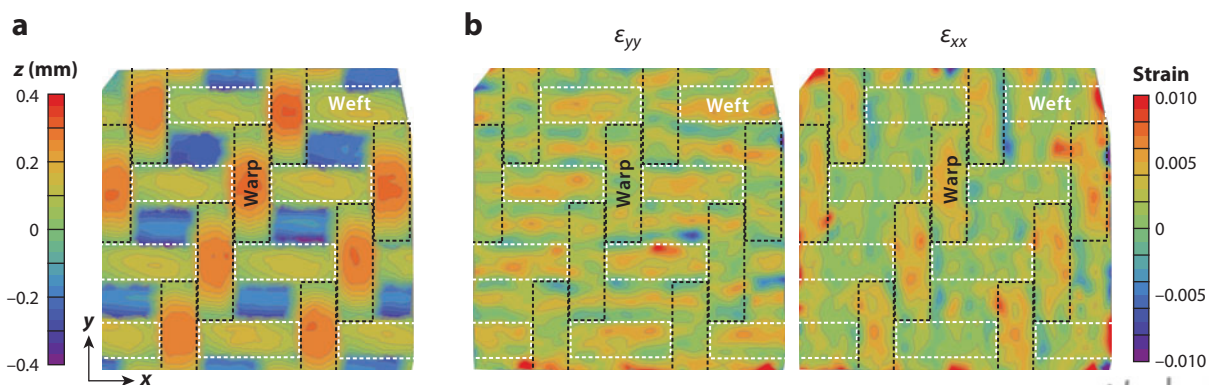 a
z (mm)
0.4
0.2
0
–0.2
–0.4
y
x
Weft
Warp
b
εyy
Weft
Warp
εxx
Weft
Warp
Strain
0.010
0.005
0
–0.005
–0.010